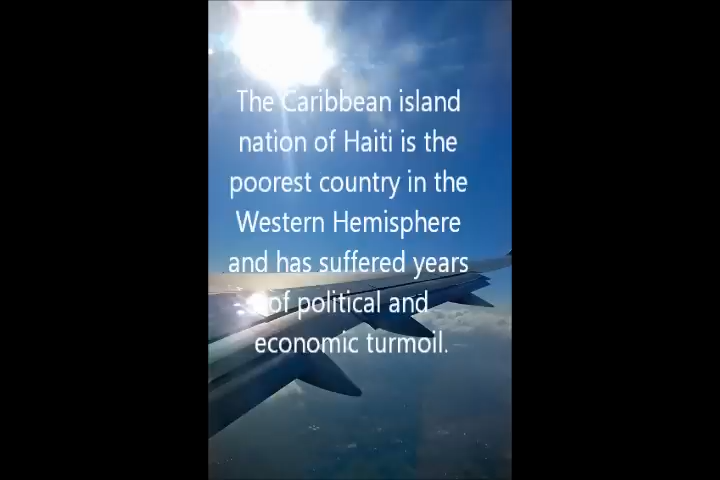 The Caribbean island
nation of Haiti is the
poorest country in the
Western Hemisphere
and has suffered years
of political and
economic turmoil.